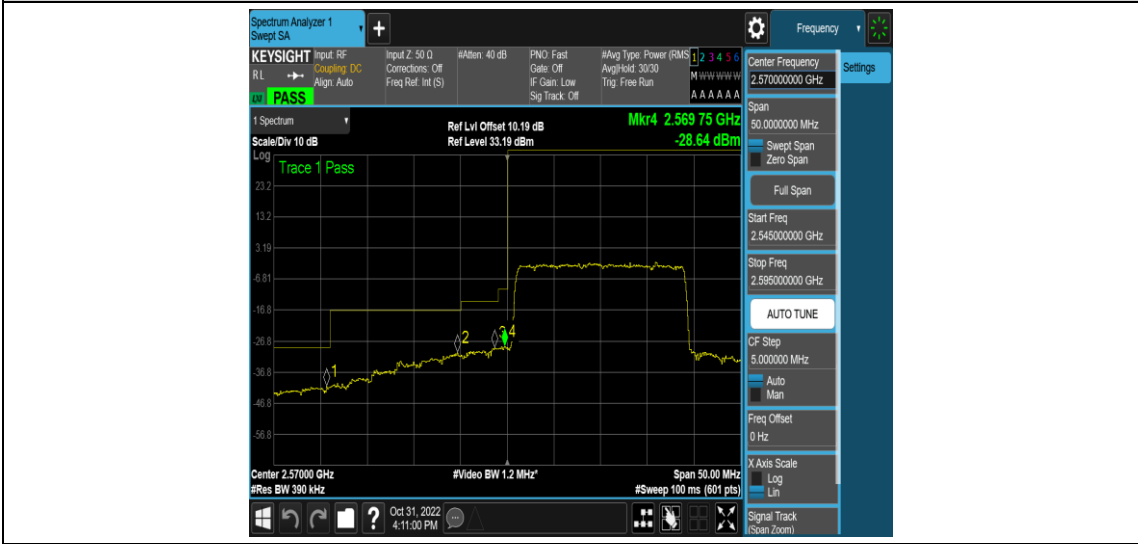 Spectrum Analyzer 1
Swept SA
+
Frequency
KEYSIGHT
RL
Input: RF
Coupling: DC
Align: Auto
Input Z: 50 Ω
Corrections: Off
Freq Ref: Int (S)
#Atten: 40 dB
PNO: Fast
Gate: Off
IF Gain: Low
Sig Track: Off
#Avg Type: Power (RMS
Avg|Hold: 30/30
Trig: Free Run
1 2 3 4 5 6
M W W W W W
A A A A A A
PASS
1 Spectrum
Scale/Div 10 dB
Ref Lvl Offset 10.19 dB
Ref Level 33.19 dBm
Mkr4 2.569 75 GHz
-28.64 dBm
Log
Trace 1 Pass
23.2
13.2
3.19
-6.81
-16.8
-26.8
-36.8
-46.8
-56.8
1
2
4
Center 2.57000 GHz
#Video BW 1.2 MHz*
Span 50.00 MHz
#Res BW 390 kHz
#Sweep 100 ms (601 pts)
?
Oct 31, 2022
4:11:00 PM
Center Frequency
2.570000000 GHz
Settings
Span
50.0000000 MHz
Swept Span
Zero Span
Full Span
Start Freq
2.545000000 GHz
Stop Freq
2.595000000 GHz
AUTO TUNE
CF Step
5.000000 MHz
Auto
Man
Freq Offset
0 Hz
X Axis Scale
Log
Lin
Signal Track
(Span Zoom)